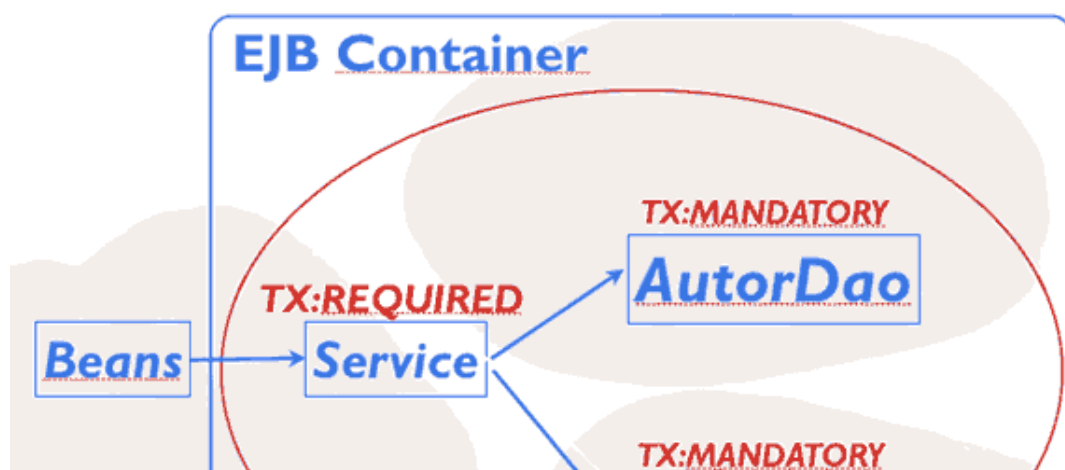 EJB Container
TX:MANDATORY
AutorDao
TX:REQUIRED
Beans
Service
TX:MANDATORY